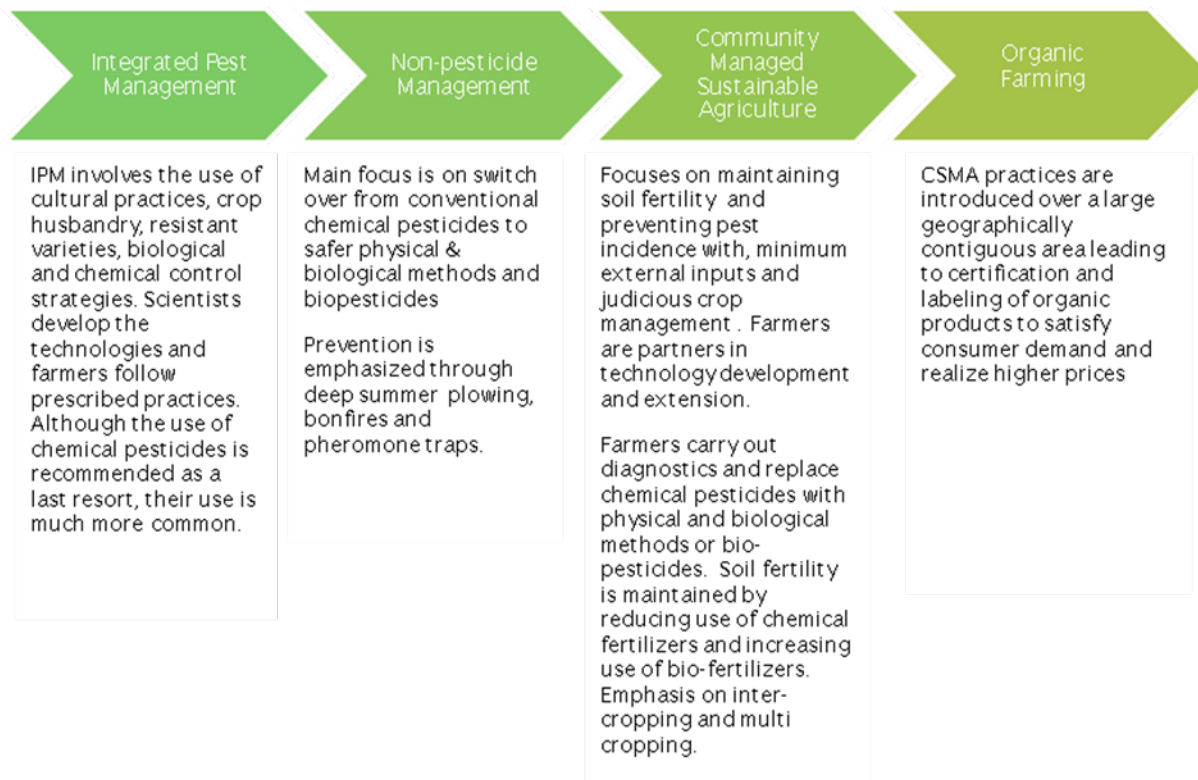 Integrated Pest
Management
Non-pesticide
Management
Community
Managed
Sustainable
Agriculture
Organic
Farming
IPM involves the use of
cultural practices, crop
husbandry, resistant
varieties, biological
and chemical control
strategies. Scientists
develop the
technologies and
farmers follow
prescribed practices.
Although the use of
chemical pesticides is
recommended as a
last resort, their use is
much more common.
Main focus is on switch
over from conventional
chemical pesticides to
safer physical &
biological methods and
biopesticides
Prevention is
emphasized through
deep summer plowing,
bonfires and
pheromone traps.
Focuses on maintaining
soil fertility and
preventing pest
incidence with, minimum
external inputs and
judicious crop
management . Farmers
are partners in
technology development
and extension.
Farmers carry out
diagnostics and replace
chemical pesticides with
physical and biological
methods or bio-
pesticides. Soil fertility
is maintained by
reducing use of chemical
fertilizers and increasing
use of bio-fertilizers.
Emphasis on inter-
cropping and multi
cropping.
CSMA practices are
introduced over a large
geographically
contiguous area leading
to certification and
labeling of organic
products to satisfy
consumer demand and
realize higher prices